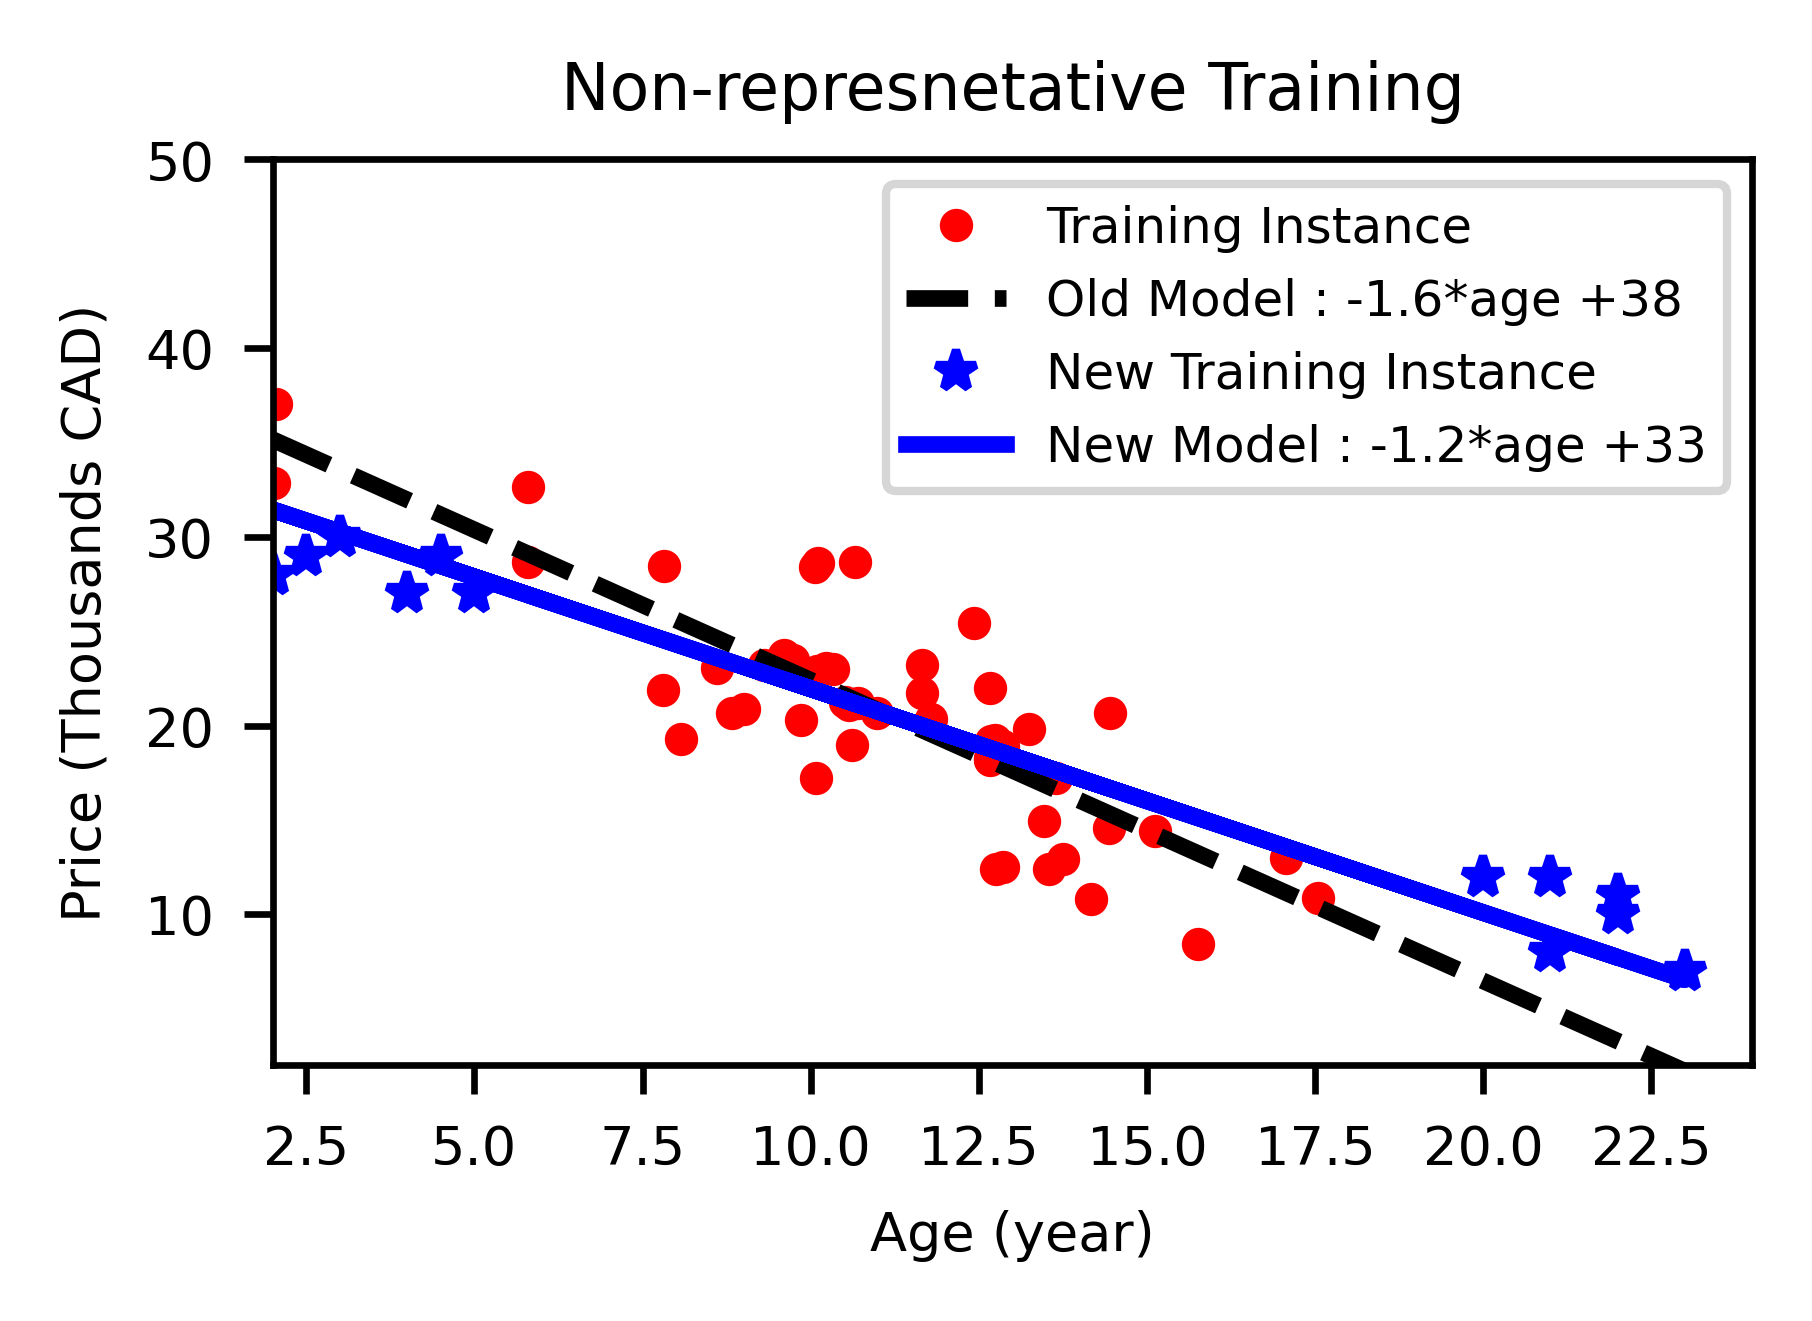 Non-represnetative Training
50
40
30
20
10
Price (Thousands CAD)
Training Instance
Old Model : -1.6*age +38
New Training Instance
New Model : -1.2*age +33
2.5 5.0 7.5 10.0 12.5 15.0 17.5 20.0 22.5
Age (year)